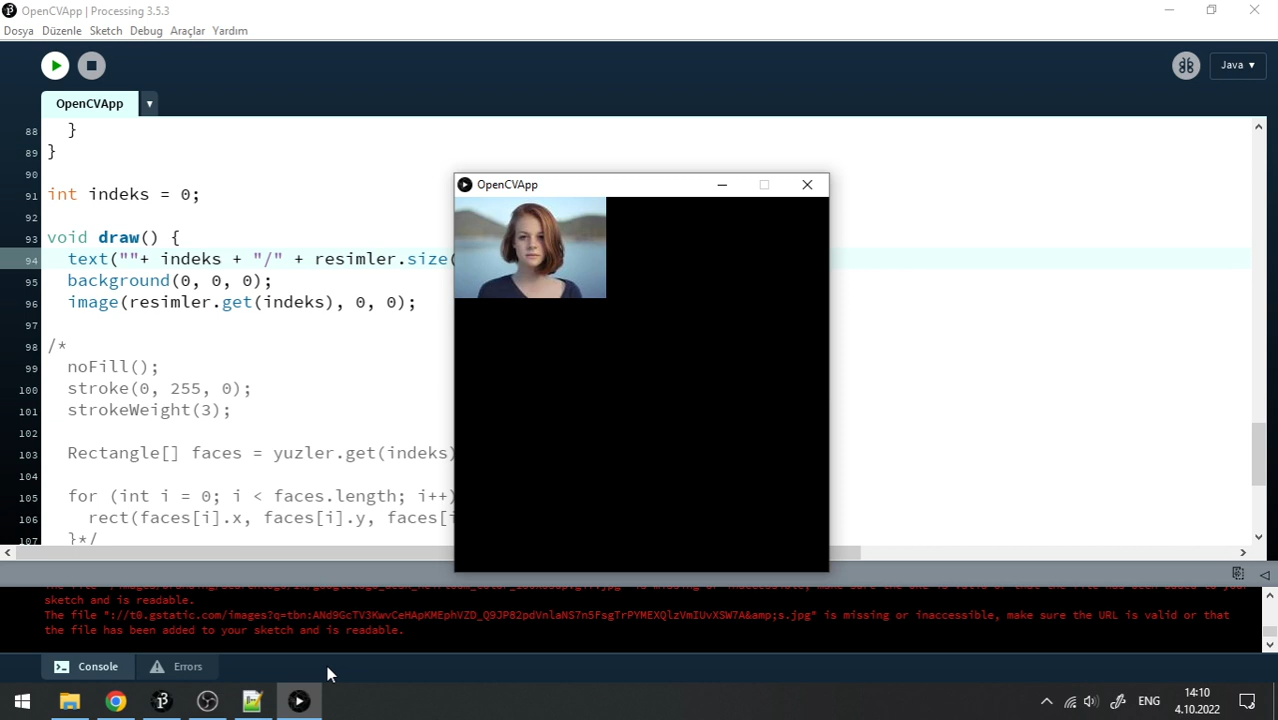 OpenCVApp | Processing 3.5.3
Dosya Düzenle Sketch Debug Araçlar Yardım
Java ▾
OpenCVApp ▾
88 }
89 }
90
91 int indeks = 0;
92
93 void draw() {
94 text(""+ indeks + "/" + resimler.size(
95 background(0, 0, 0);
96 image(resimler.get(indeks), 0, 0);
97
98 /*
99 noFill();
100 stroke(0, 255, 0);
101 strokeWeight(3);
102
103 Rectangle[] faces = yuzler.get(indeks)
104
105 for (int i = 0; i < faces.length; i++)
106 rect(faces[i].x, faces[i].y, faces[i
107 }*/
OpenCVApp
sketch and is readable.
The file "://t0.gstatic.com/images?q=tbn:ANd9GcTV3KwvCeHApKMEphVZD_Q9JP82pdVnlaNS7n5FsgTrPYMEXQlzVmIUvXSW7A&amp;s.jpg" is missing or inaccessible, make sure the URL is valid or that
the file has been added to your sketch and is readable.
Console Errors
ENG
14:10
4.10.2022